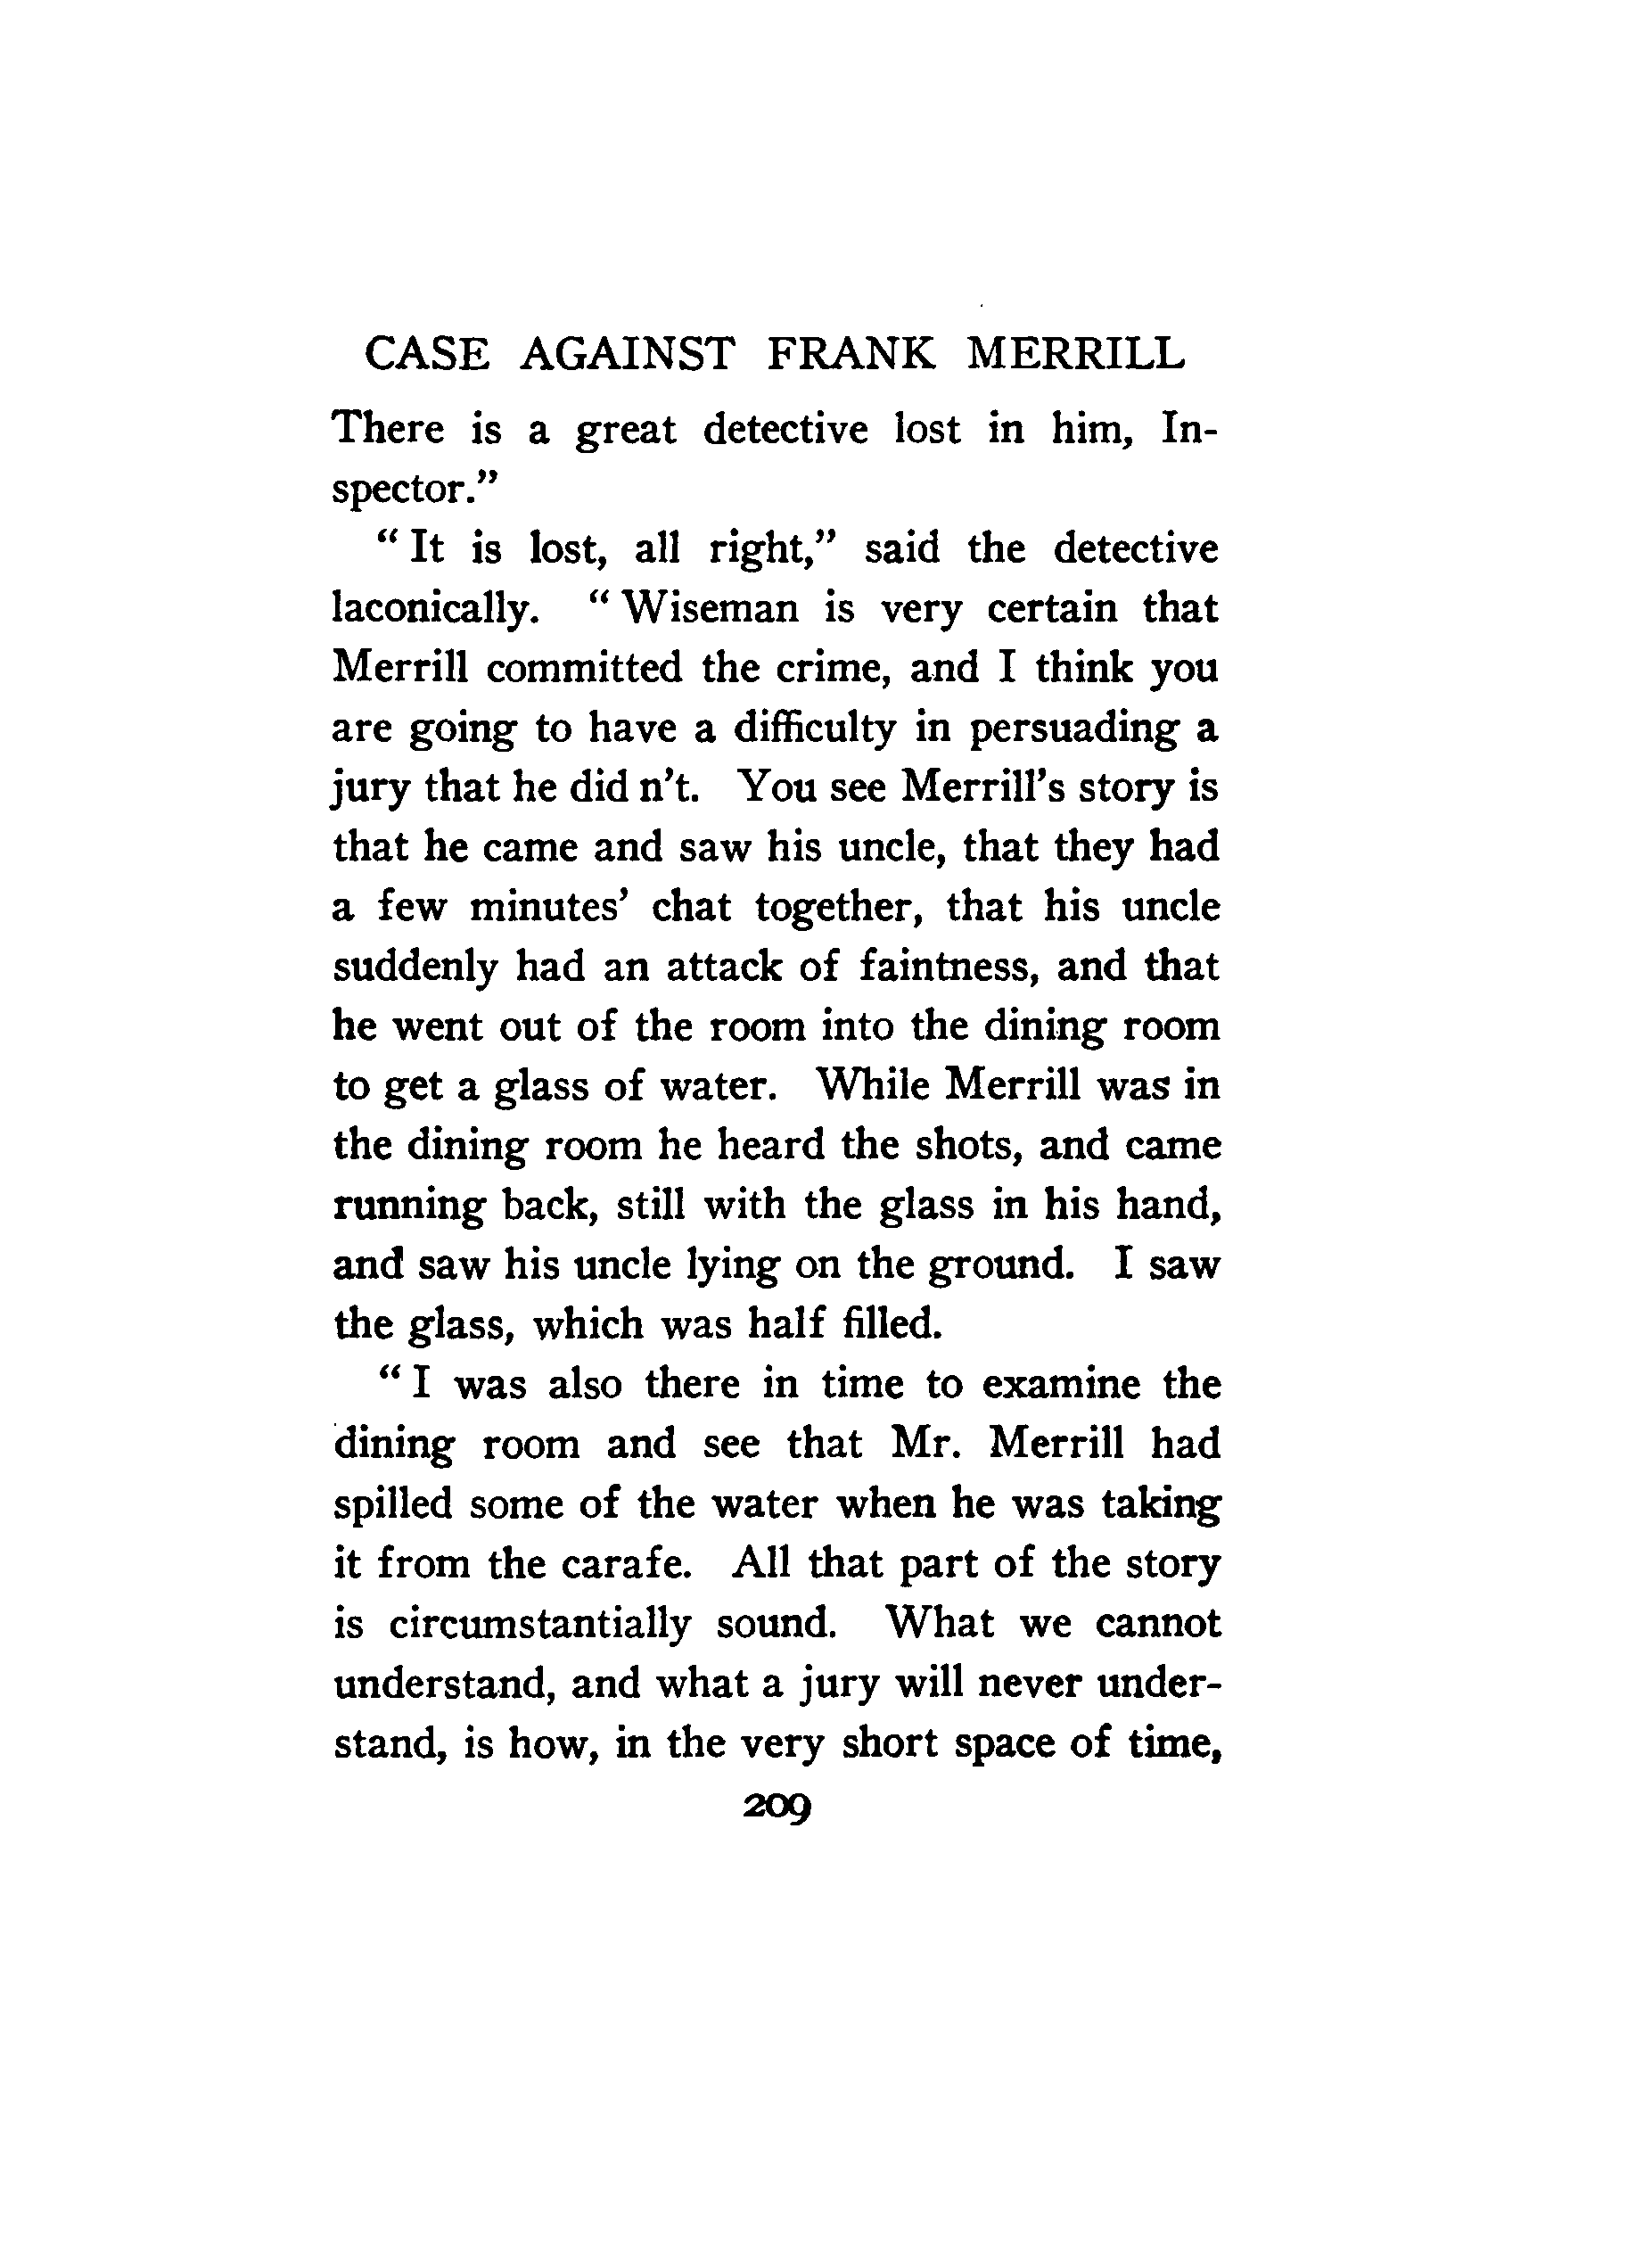 CASE AGAINST FRANK MERRILL
There is a great detective lost in him, In-
spector.”
“ It is lost, all right,” said the detective
laconically. “ Wiseman is very certain that
Merrill committed the crime, and I think you
are going to have a difficulty in persuading a
jury that he did n’t. You see Merrill’s story is
that he came and saw his uncle, that they had
a few minutes’ chat together, that his uncle
suddenly had an attack of faintness, and that
he went out of the room into the dining room
to get a glass of water. While Merrill was in
the dining room he heard the shots, and came
running back, still with the glass in his hand,
and saw his uncle lying on the ground. I saw
the glass, which was half filled.
“ I was also there in time to examine the
dining room and see that Mr. Merrill had
spilled some of the water when he was taking
it from the carafe. All that part of the story
is circumstantially sound. What we cannot
understand, and what a jury will never under-
stand, is how, in the very short space of time,
209